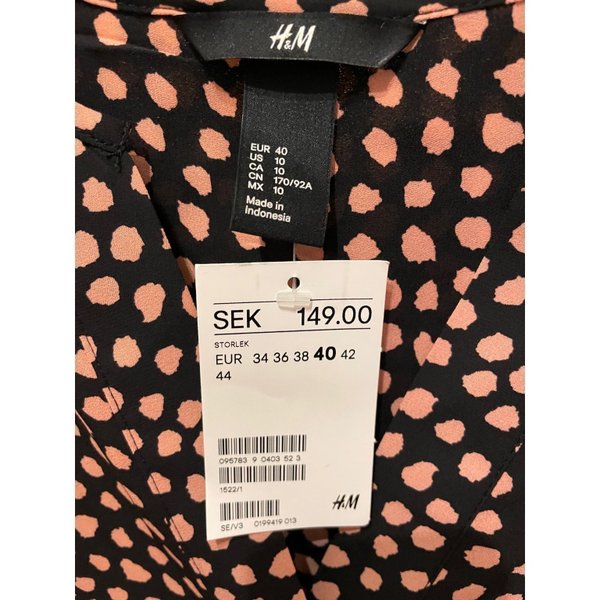 H&M
EUR 40
US 10
CA 10
CN 170/92A
MX 10
Made in
Indonesia
SEK 149.00
STORLEK
EUR 34 36 38 40 42
44
095783 9 0403 52 3
1522/1
SE/V3 0199419 013
H&M